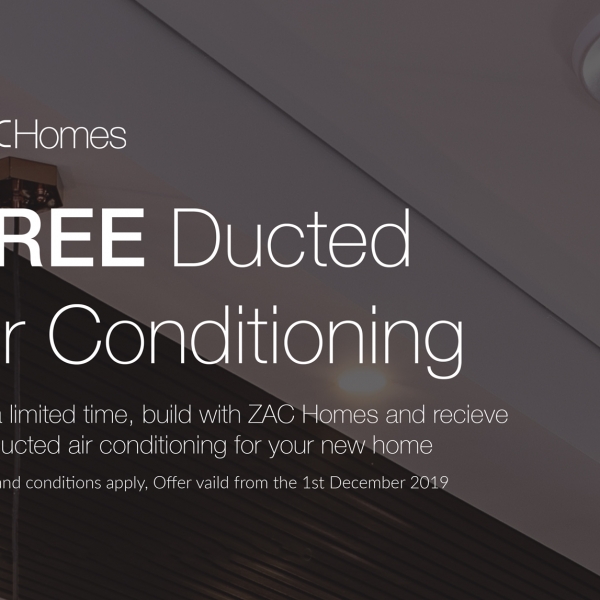 CHomes
REE Ducted
r Conditioning
a limited time, build with ZAC Homes and recieve
ucted air conditioning for your new home
and conditions apply, Offer vaild from the 1st December 2019